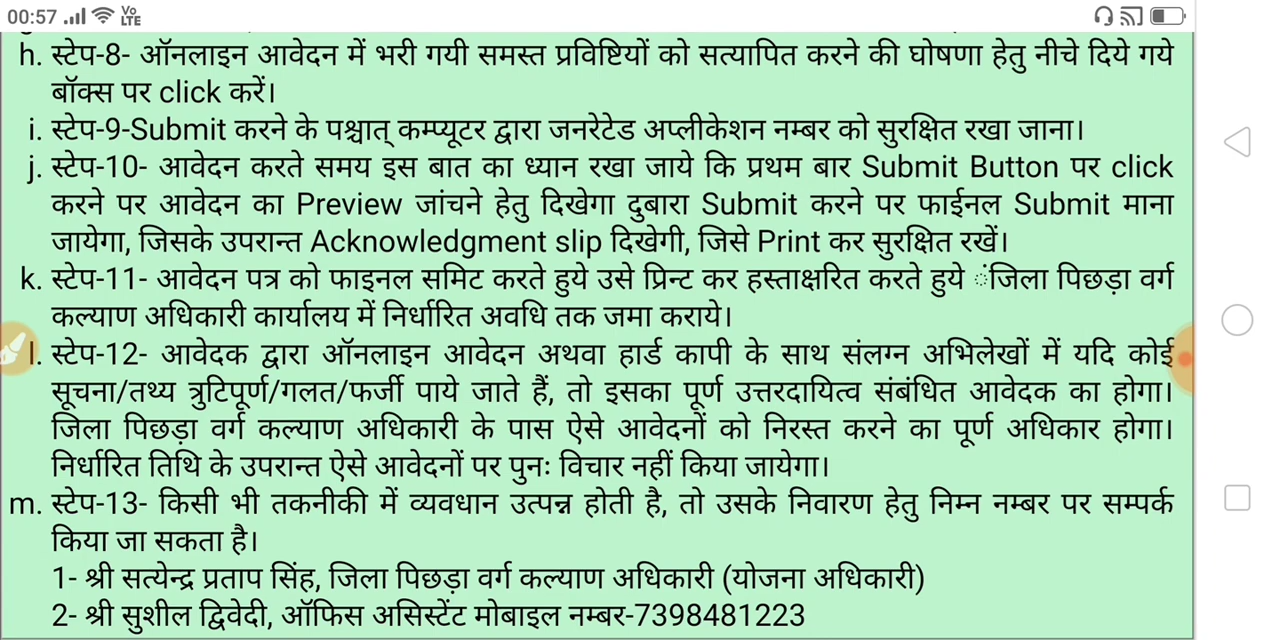 00:57 Vo LTE
h. स्टेप-8- ऑनलाइन आवेदन में भरी गयी समस्त प्रविष्टियों को सत्यापित करने की घोषणा हेतु नीचे दिये गये
बॉक्स पर click करें।
i. स्टेप-9-Submit करने के पश्चात् कम्प्यूटर द्वारा जनरेटेड अप्लीकेशन नम्बर को सुरक्षित रखा जाना।
j. स्टेप-10- आवेदन करते समय इस बात का ध्यान रखा जाये कि प्रथम बार Submit Button पर click
करने पर आवेदन का Preview जांचने हेतु दिखेगा दुबारा Submit करने पर फाईनल Submit माना
जायेगा, जिसके उपरान्त Acknowledgment slip दिखेगी, जिसे Print कर सुरक्षित रखें।
k. स्टेप-11- आवेदन पत्र को फाइनल समिट करते हुये उसे प्रिन्ट कर हस्ताक्षरित करते हुये ंजिला पिछड़ा वर्ग
कल्याण अधिकारी कार्यालय में निर्धारित अवधि तक जमा कराये।
l. स्टेप-12- आवेदक द्वारा ऑनलाइन आवेदन अथवा हार्ड कापी के साथ संलग्न अभिलेखों में यदि कोई
सूचना/तथ्य त्रुटिपूर्ण/गलत/फर्जी पाये जाते हैं, तो इसका पूर्ण उत्तरदायित्व संबंधित आवेदक का होगा।
जिला पिछड़ा वर्ग कल्याण अधिकारी के पास ऐसे आवेदनों को निरस्त करने का पूर्ण अधिकार होगा।
निर्धारित तिथि के उपरान्त ऐसे आवेदनों पर पुनः विचार नहीं किया जायेगा।
m. स्टेप-13- किसी भी तकनीकी में व्यवधान उत्पन्न होती है, तो उसके निवारण हेतु निम्न नम्बर पर सम्पर्क
किया जा सकता है।
1- श्री सत्येन्द्र प्रताप सिंह, जिला पिछड़ा वर्ग कल्याण अधिकारी (योजना अधिकारी)
2- श्री सुशील द्विवेदी, ऑफिस असिस्टेंट मोबाइल नम्बर-7398481223